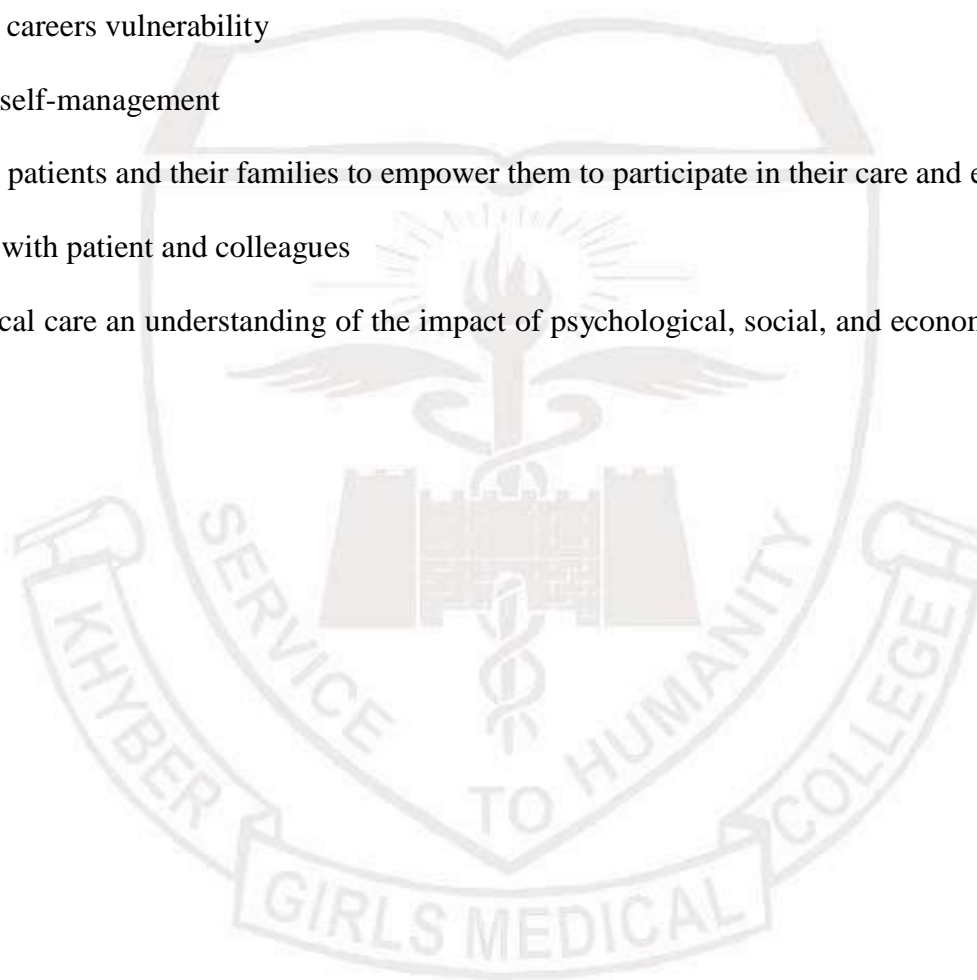 careers vulnerability
self-management
patients and their families to empower them to participate in their care and e
with patient and colleagues
cal care an understanding of the impact of psychological, social, and econor
SERVICE TO HUMANITY
KHYBER GIRLS MEDICAL COLLEGE